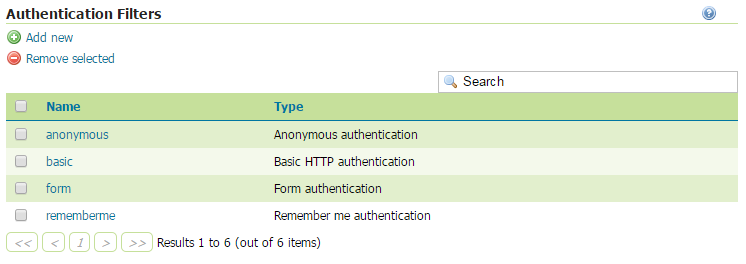 Authentication Filters
Add new
Remove selected
Search
Name Type
anonymous Anonymous authentication
basic Basic HTTP authentication
form Form authentication
rememberme Remember me authentication
<< < 1 > >> Results 1 to 6 (out of 6 items)